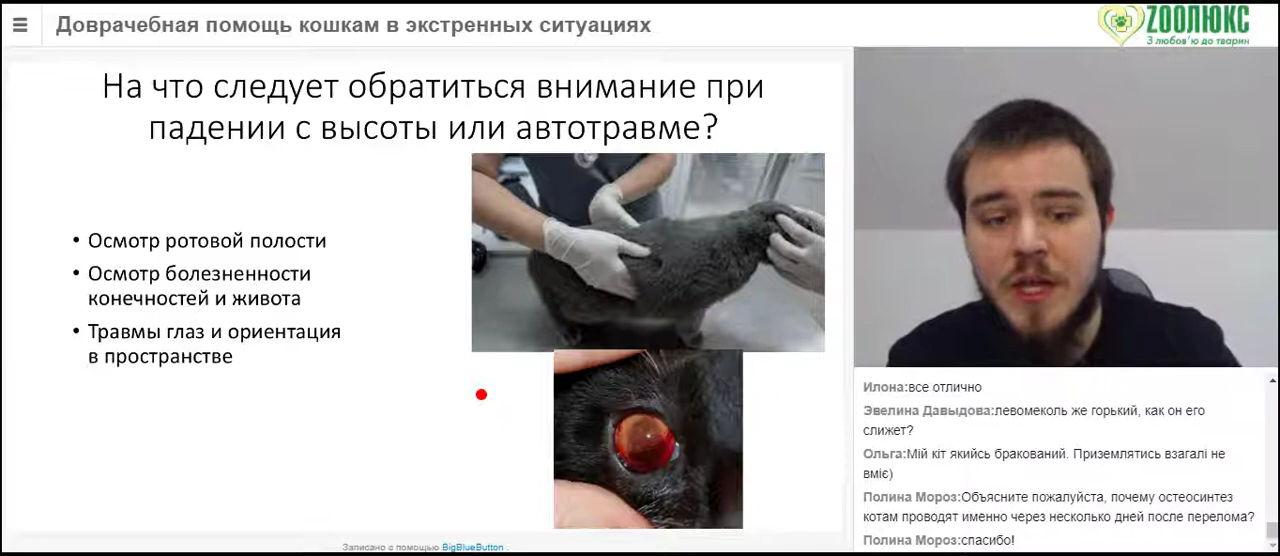 Доврачебная помощь кошкам в экстренных ситуациях
ZOOЛЮКС
З любов'ю до тварин
На что следует обратиться внимание при
падении с высоты или автотравме?
• Осмотр ротовой полости
• Осмотр болезненности
конечностей и живота
• Травмы глаз и ориентация
в пространстве
Илона:все отлично
Эвелина Давыдова:левомеколь же горький, как он его
слижет?
Ольга:Мій кіт якийсь бракований. Приземлятись взагалі не
вміє)
Полина Мороз:Объясните пожалуйста, почему остеосинтез
котам проводят именно через несколько дней после перелома?
Полина Мороз:спасибо!
Записано с помощью BigBlueButton .